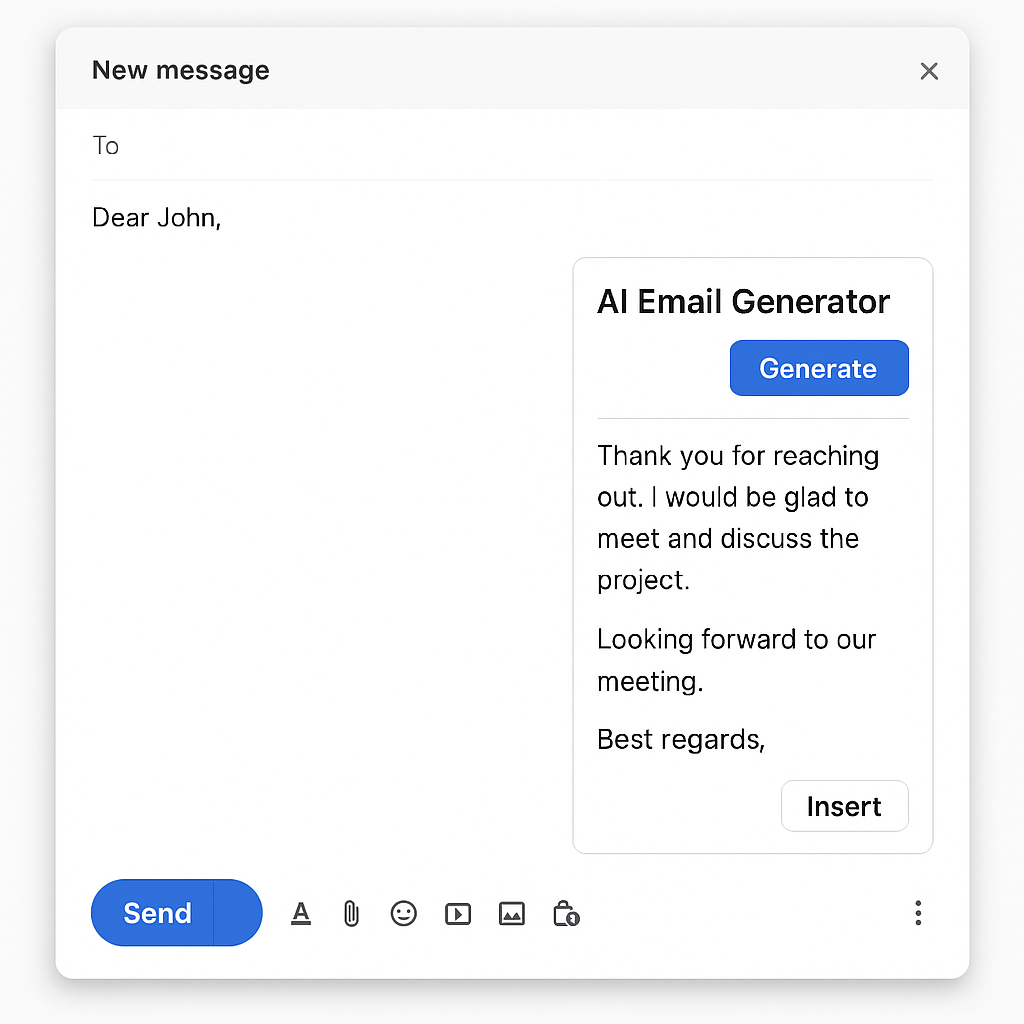 New message
To
Dear John,
AI Email Generator
Generate
Thank you for reaching
out. I would be glad to
meet and discuss the
project.
Looking forward to our
meeting.
Best regards,
Insert
Send
A